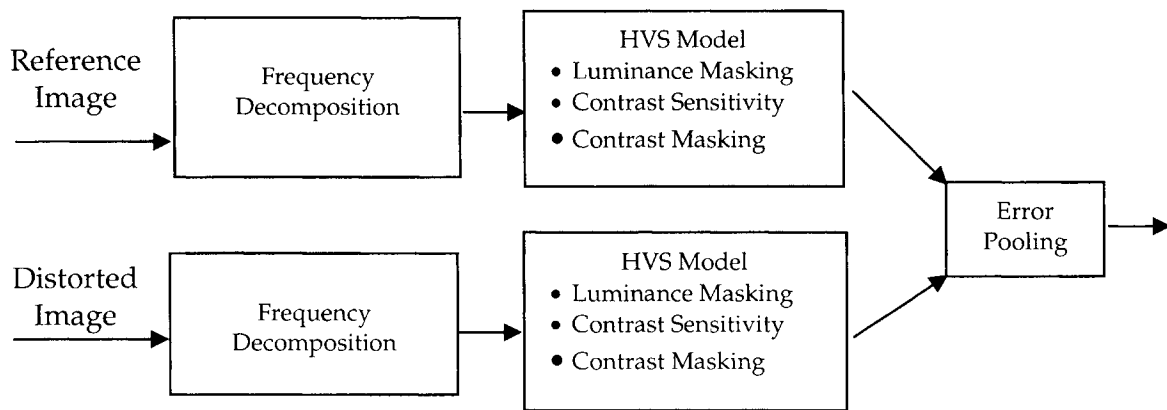 Reference
Image
Frequency
Decomposition
HVS Model
• Luminance Masking
• Contrast Sensitivity
• Contrast Masking
Error
Pooling
Distorted
Image
Frequency
Decomposition
HVS Model
• Luminance Masking
• Contrast Sensitivity
• Contrast Masking